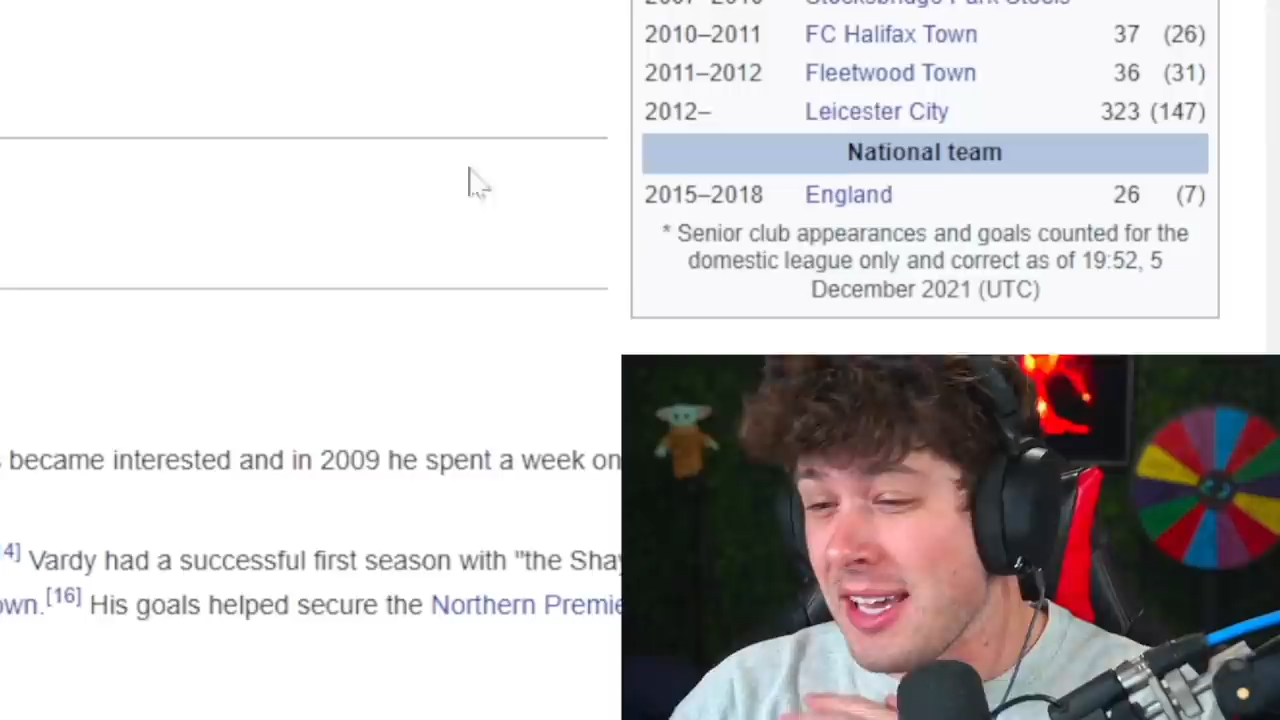 2010–2011 FC Halifax Town 37 (26)
2011–2012 Fleetwood Town 36 (31)
2012– Leicester City 323 (147)
National team
2015–2018 England 26 (7)
* Senior club appearances and goals counted for the
domestic league only and correct as of 19:52, 5
December 2021 (UTC)
became interested and in 2009 he spent a week on
4] Vardy had a successful first season with "the Shay
own.[16] His goals helped secure the Northern Premie